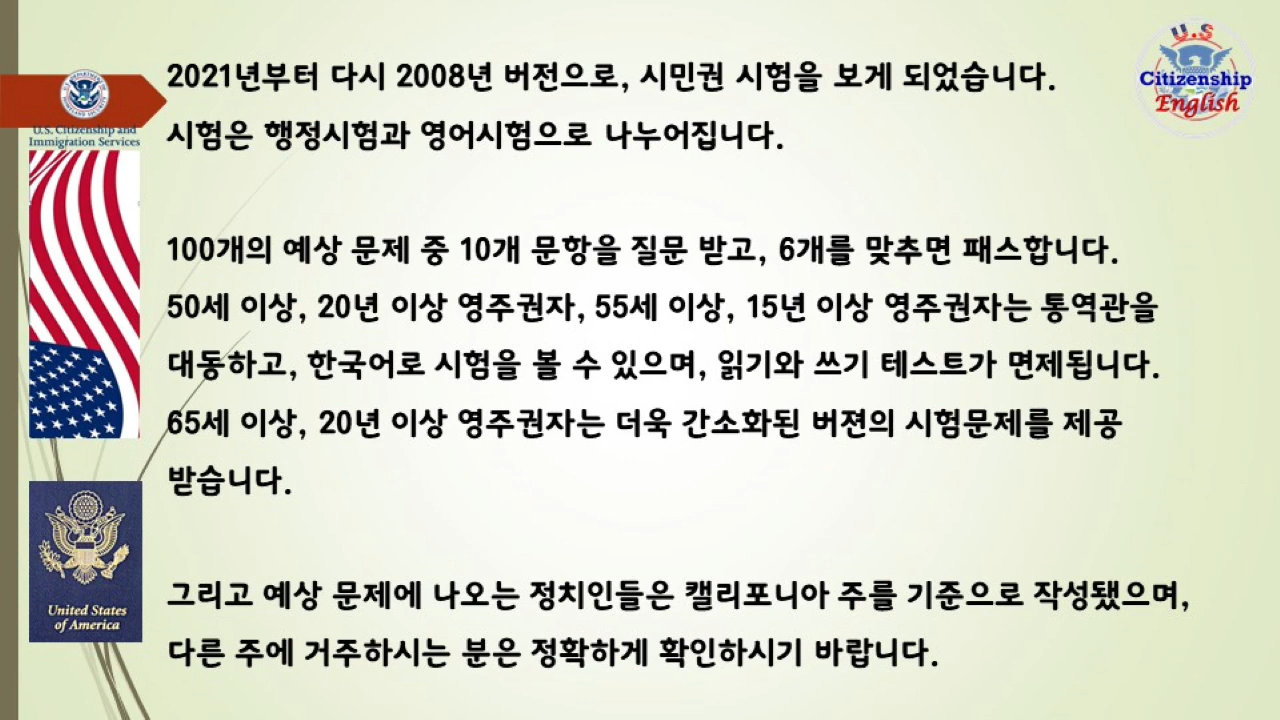 2021년부터 다시 2008년 버전으로, 시민권 시험을 보게 되었습니다.
시험은 행정시험과 영어시험으로 나누어집니다.
100개의 예상 문제 중 10개 문항을 질문 받고, 6개를 맞추면 패스합니다.
50세 이상, 20년 이상 영주권자, 55세 이상, 15년 이상 영주권자는 통역관을
대동하고, 한국어로 시험을 볼 수 있으며, 읽기와 쓰기 테스트가 면제됩니다.
65세 이상, 20년 이상 영주권자는 더욱 간소화된 버젼의 시험문제를 제공
받습니다.
그리고 예상 문제에 나오는 정치인들은 캘리포니아 주를 기준으로 작성됐으며,
다른 주에 거주하시는 분은 정확하게 확인하시기 바랍니다.
U.S. Citizenship and
Immigration Services
United States
of America
U.S
Citizenship
English